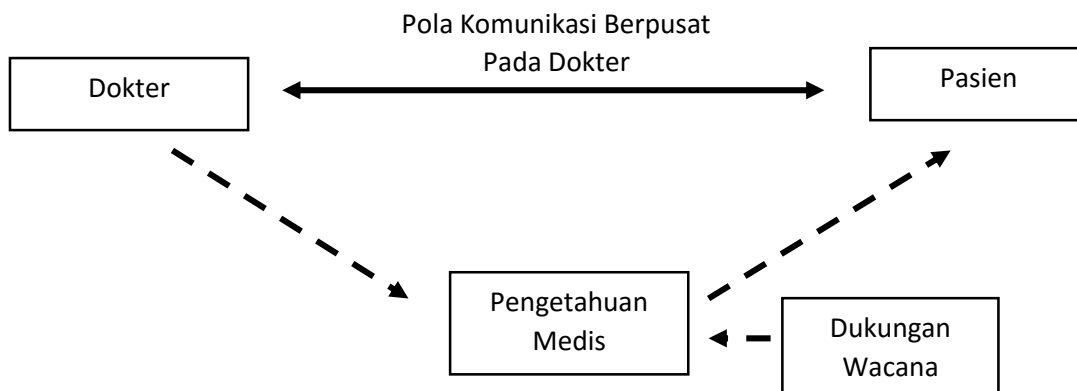 Pola Komunikasi Berpusat
Pada Dokter
Dokter
Pasien
Pengetahuan
Medis
Dukungan
Wacana